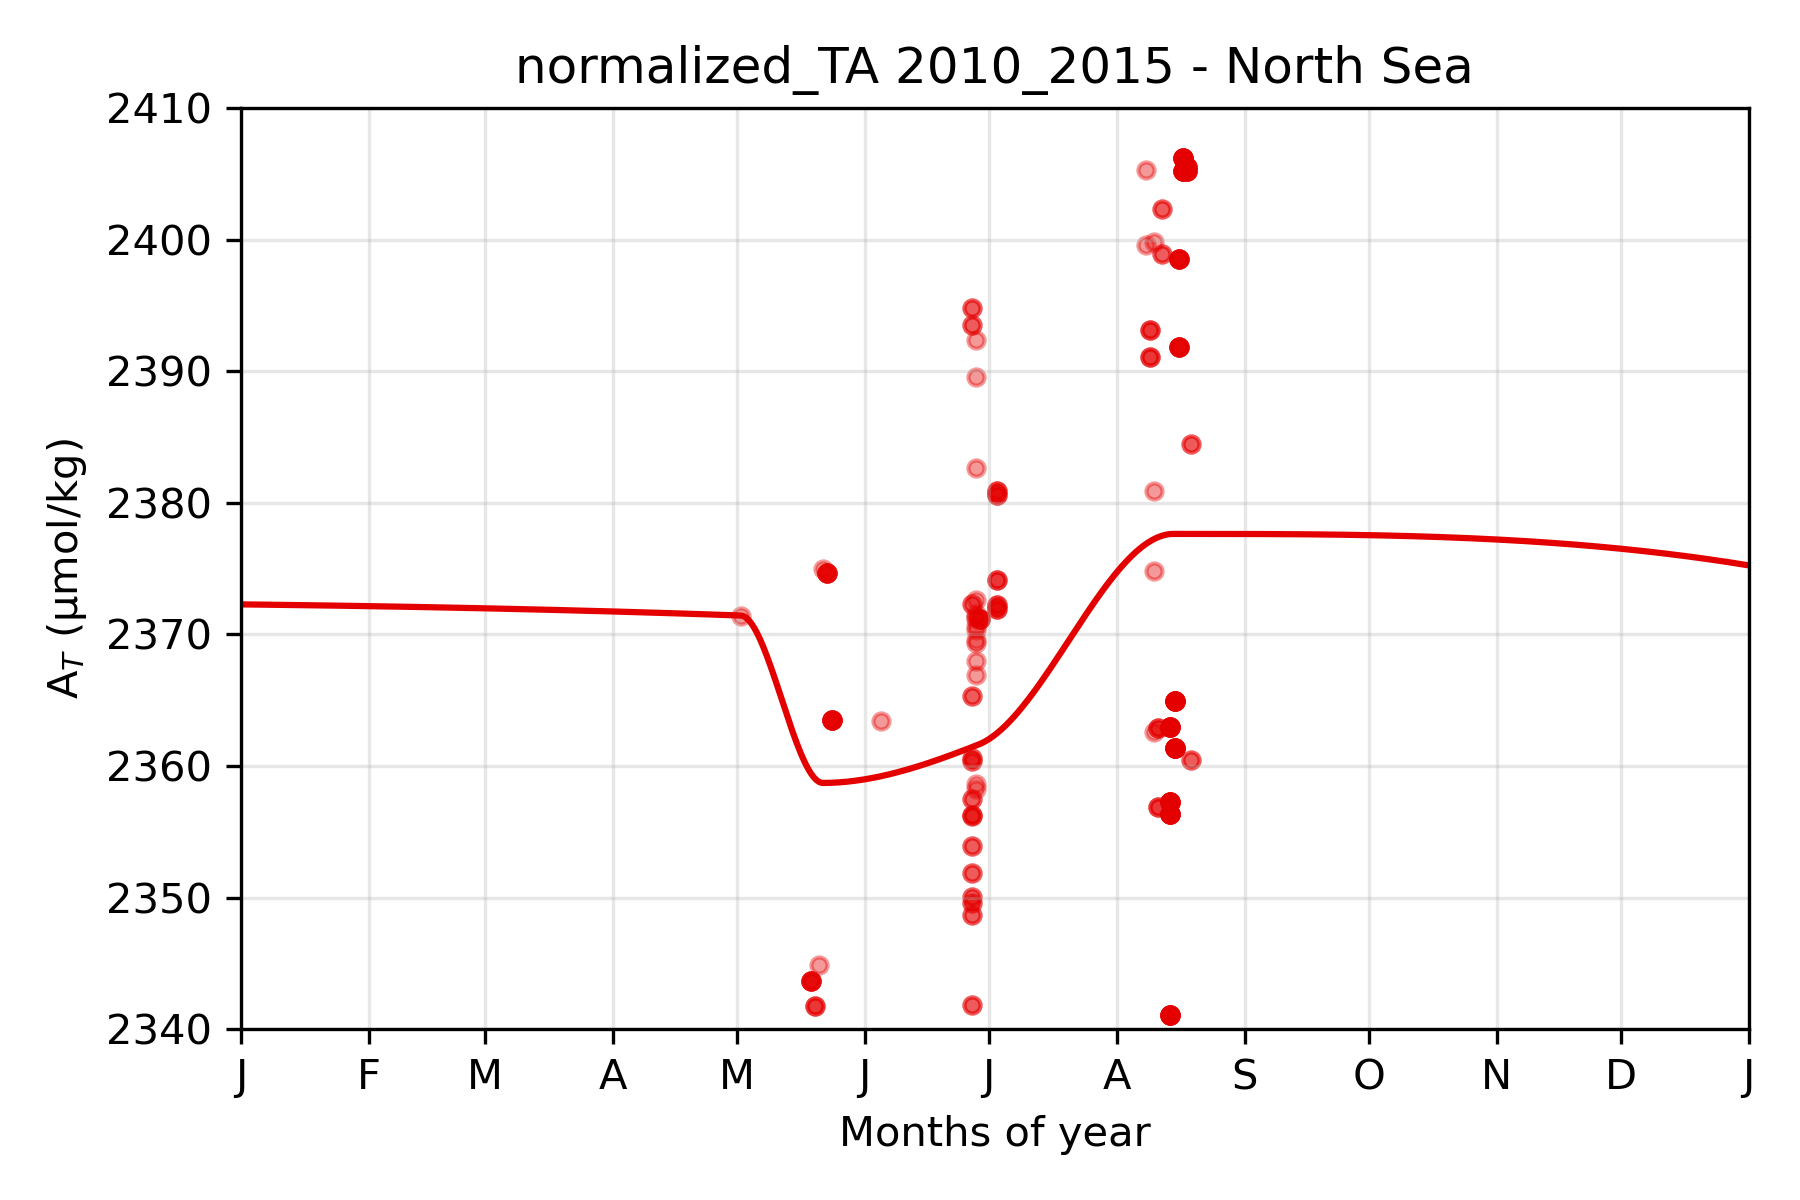 normalized_TA 2010_2015 - North Sea
2410
2400
2390
2380
2370
2360
2350
2340
A_T (μmol/kg)
J F M A M J J A S O N D J
Months of year